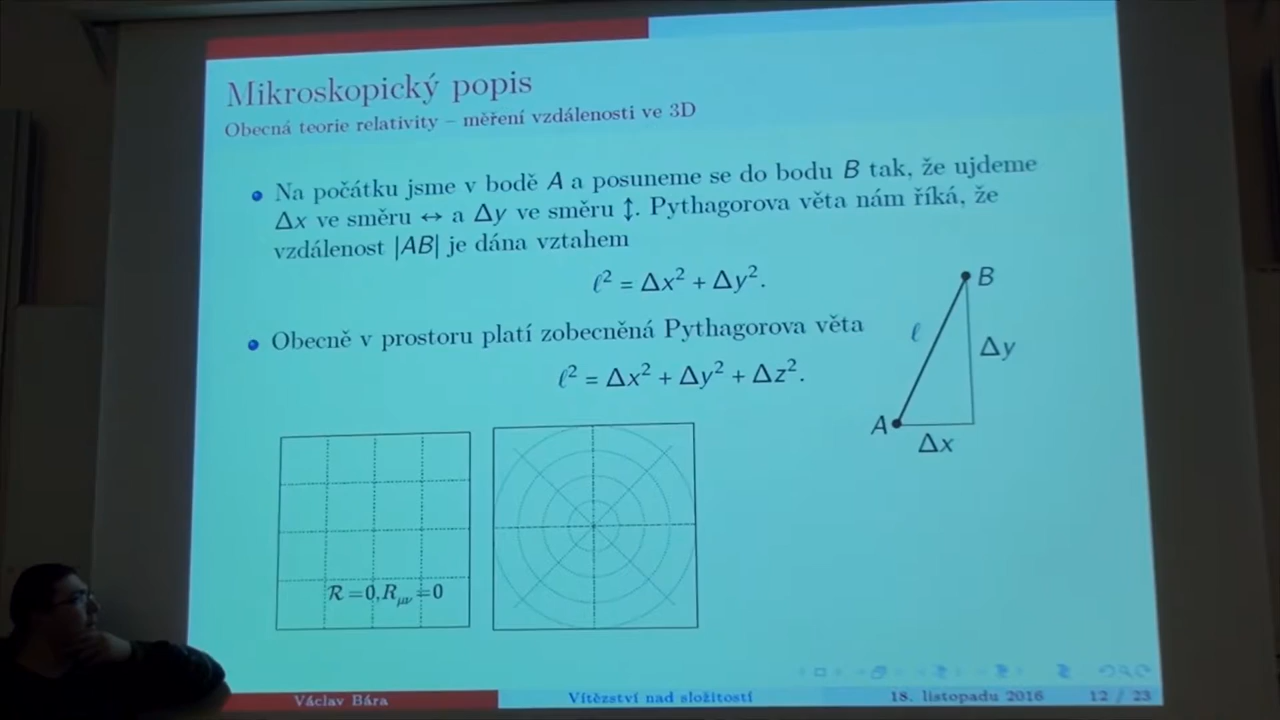 Mikroskopický popis
Obecná teorie relativity – měření vzdálenosti ve 3D
Na počátku jsme v bodě A a posuneme se do bodu B tak, že ujdeme
Δx ve směru ↔ a Δy ve směru ↕. Pythagorova věta nám říká, že
vzdálenost |AB| je dána vztahem
ℓ² = Δx² + Δy².
Obecně v prostoru platí zobecněná Pythagorova věta
ℓ² = Δx² + Δy² + Δz².
B
ℓ
Δy
A
Δx
R=0,Rμν=0
Václav Bára
Vítězství nad složitostí
18. listopadu 2016
12 / 23